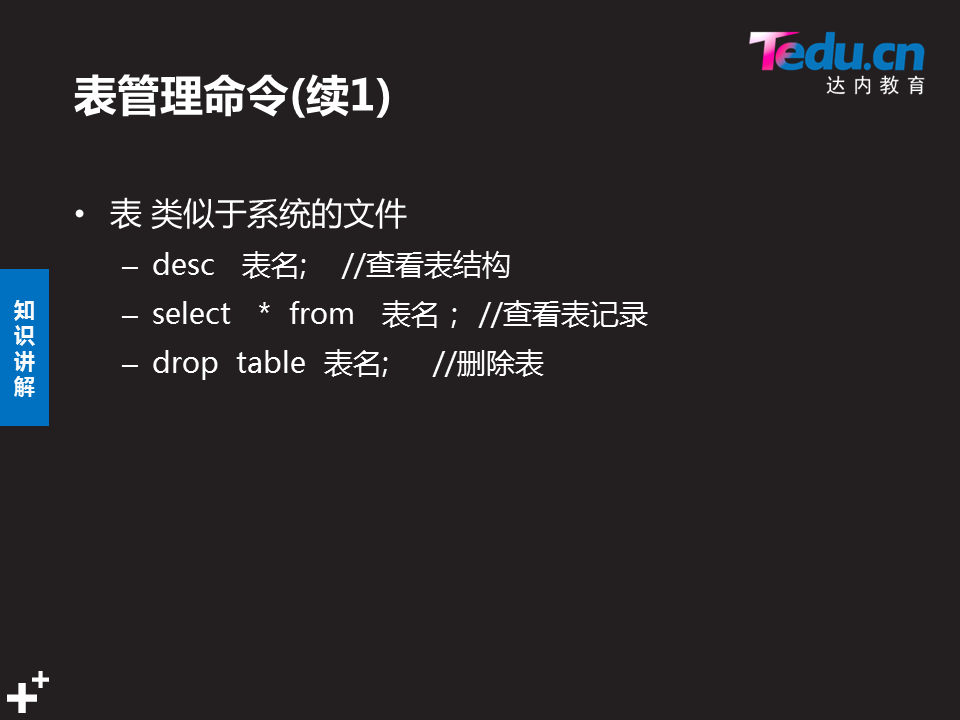 Tedu.cn
达内教育
表管理命令(续1)
• 表 类似于系统的文件
– desc 表名; //查看表结构
– select * from 表名 ; //查看表记录
– drop table 表名; //删除表
知
识
讲
解